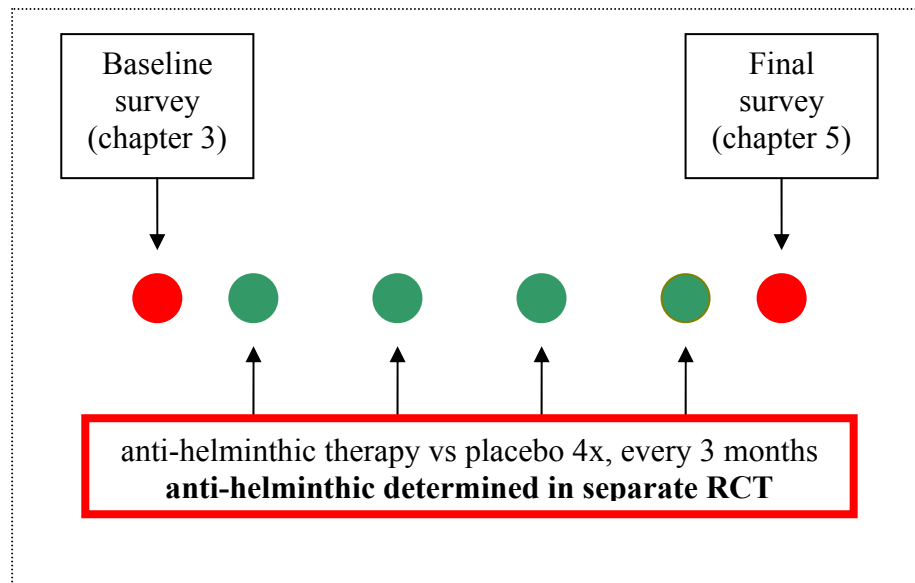 Baseline
survey
(chapter 3)
Final
survey
(chapter 5)
anti-helminthic therapy vs placebo 4x, every 3 months
anti-helminthic determined in separate RCT